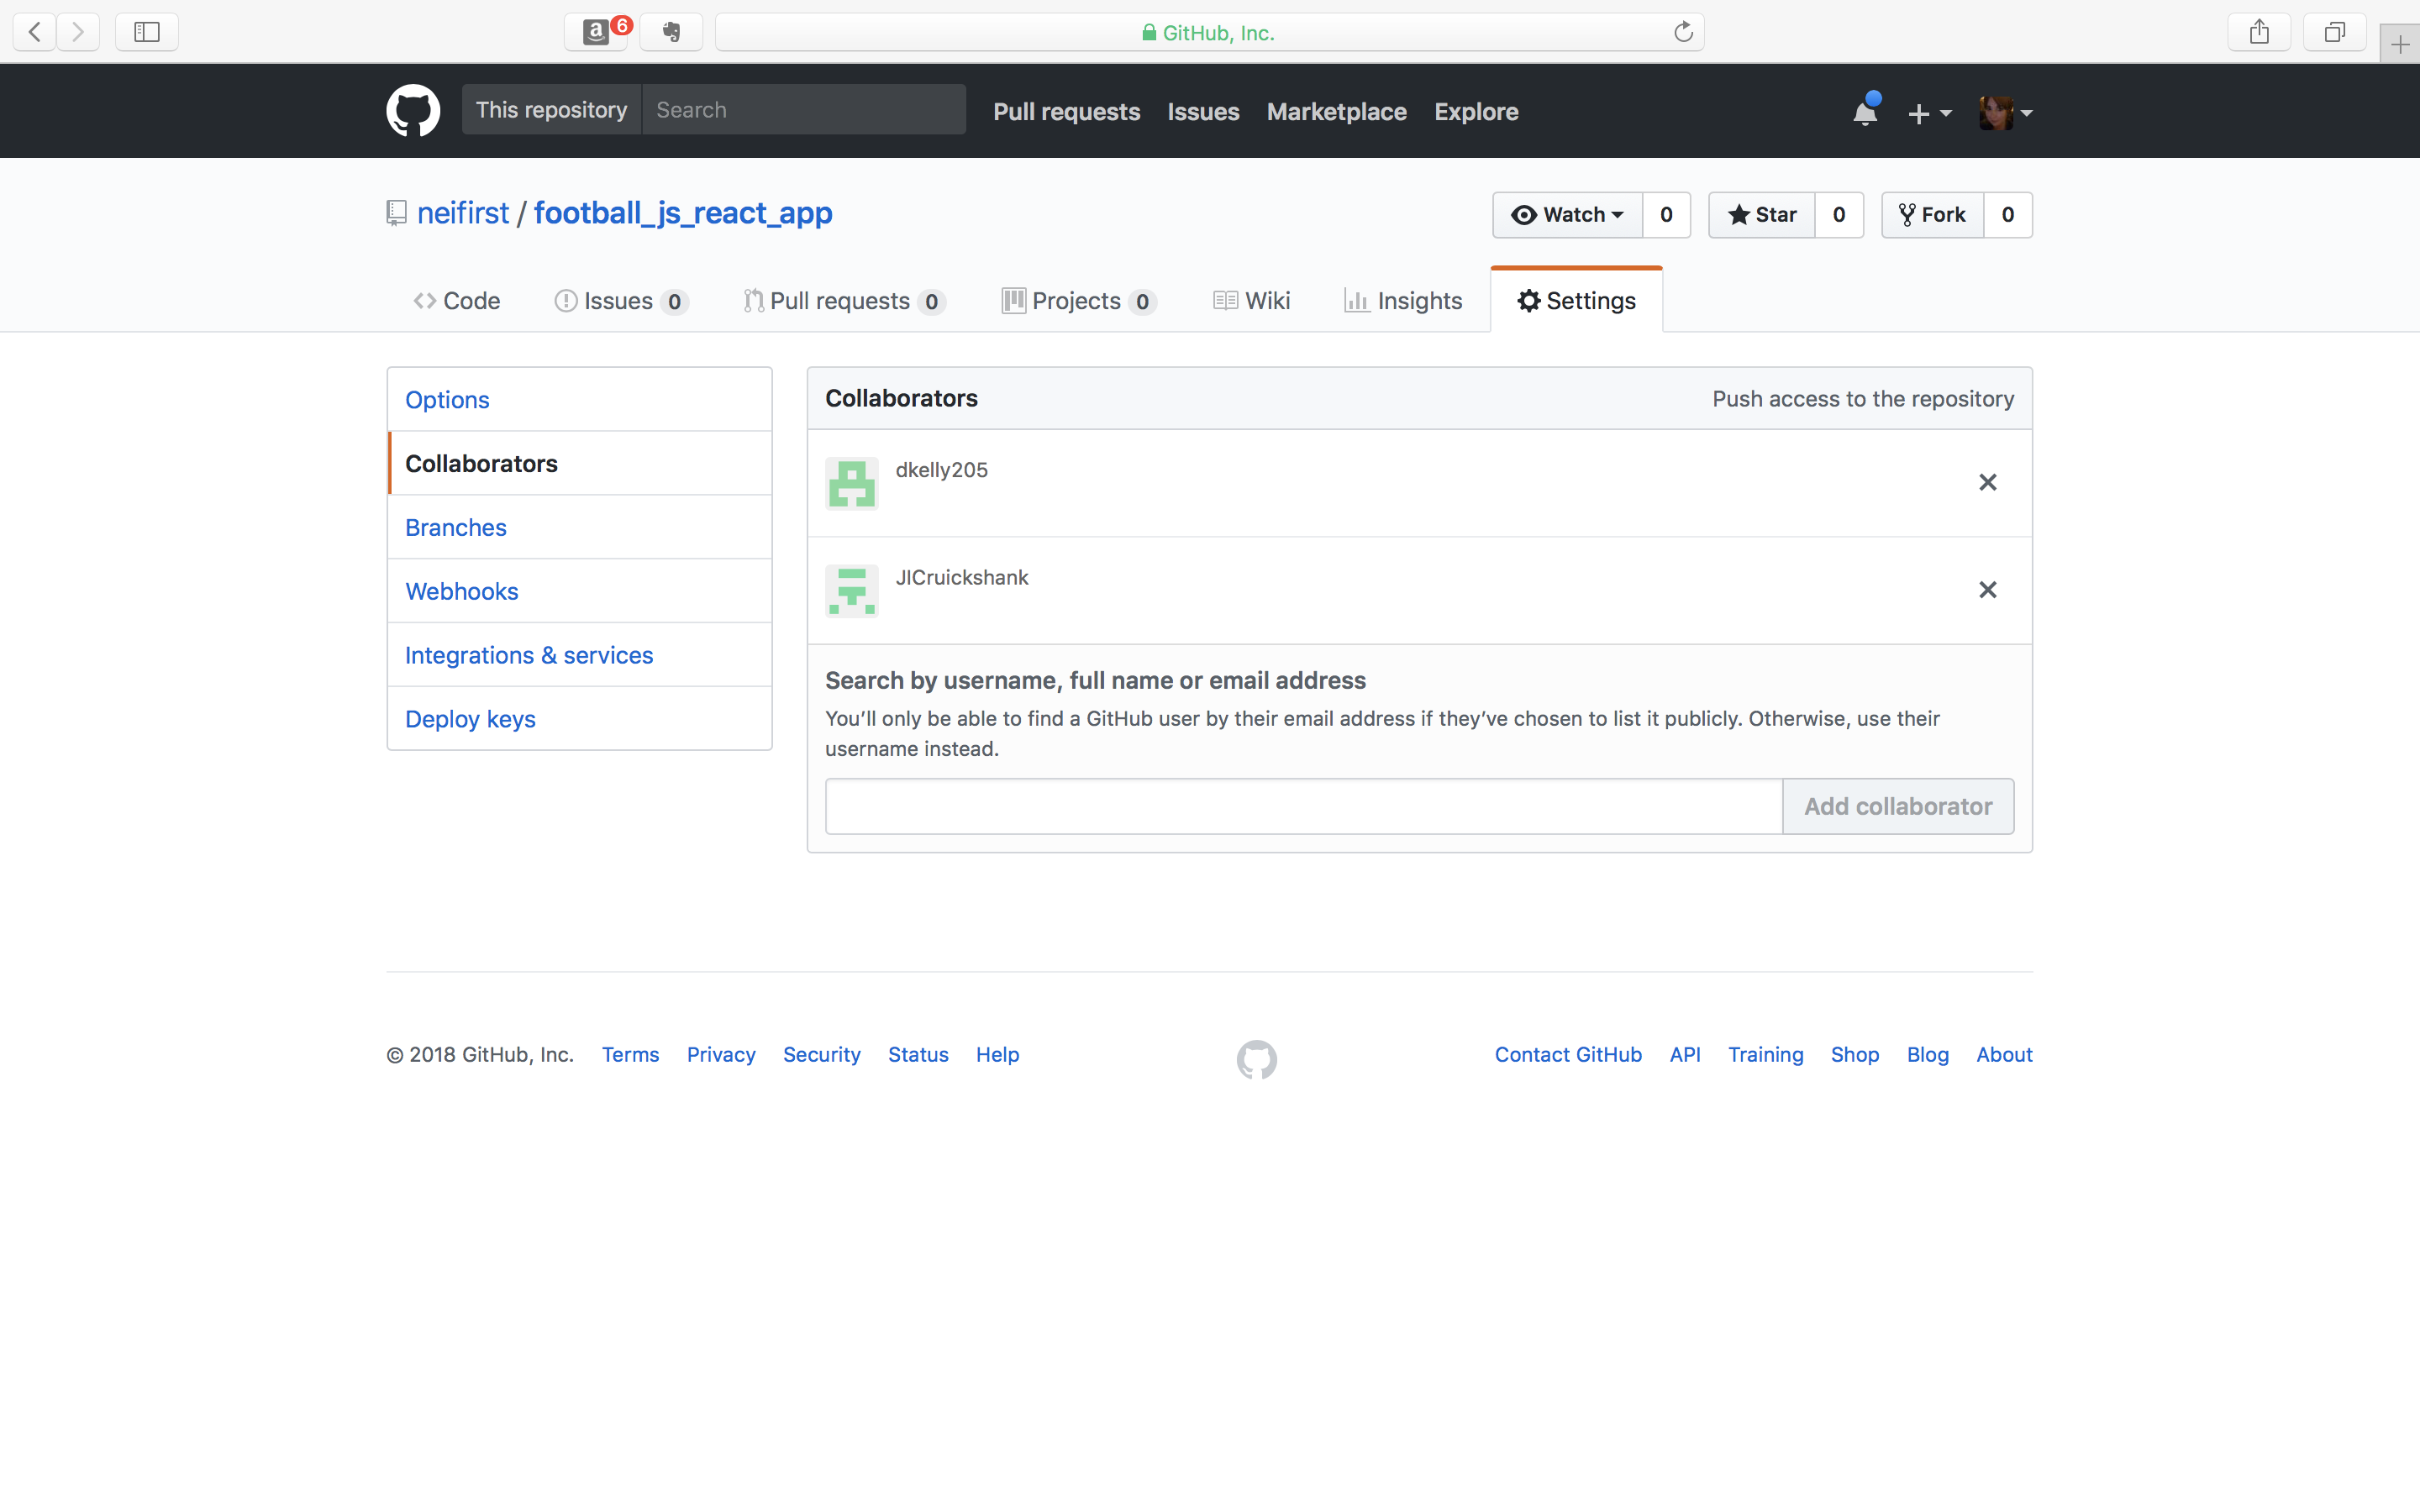 a 6 GitHub, Inc.
This repository Search Pull requests Issues Marketplace Explore
neifirst / football_js_react_app Watch 0 Star 0 Fork 0
Code Issues 0 Pull requests 0 Projects 0 Wiki Insights Settings
Options
Collaborators
Branches
Webhooks
Integrations & services
Deploy keys
Collaborators Push access to the repository
dkelly205
JICruickshank
Search by username, full name or email address
You’ll only be able to find a GitHub user by their email address if they’ve chosen to list it publicly. Otherwise, use their
username instead.
Add collaborator
© 2018 GitHub, Inc. Terms Privacy Security Status Help Contact GitHub API Training Shop Blog About